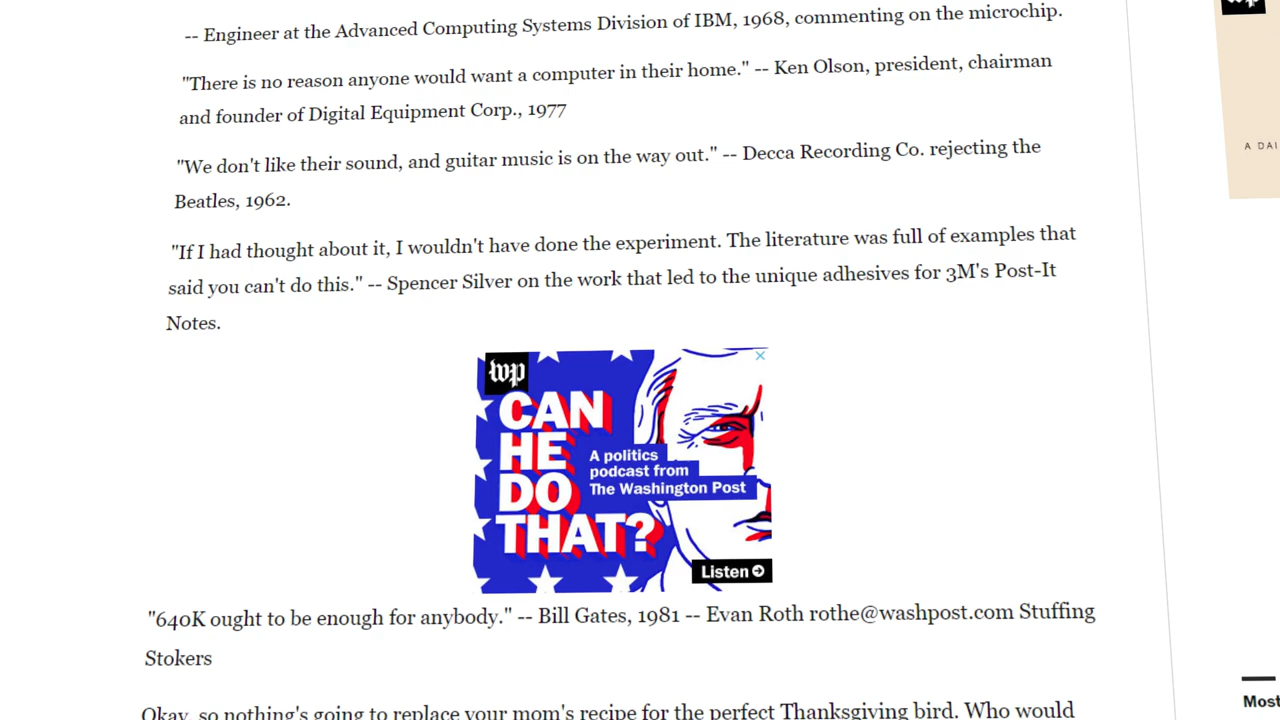 -- Engineer at the Advanced Computing Systems Division of IBM, 1968, commenting on the microchip.
"There is no reason anyone would want a computer in their home." -- Ken Olson, president, chairman
and founder of Digital Equipment Corp., 1977
"We don't like their sound, and guitar music is on the way out." -- Decca Recording Co. rejecting the
Beatles, 1962.
"If I had thought about it, I wouldn't have done the experiment. The literature was full of examples that
said you can't do this." -- Spencer Silver on the work that led to the unique adhesives for 3M's Post-It
Notes.
wp
CAN
HE
DO
THAT?
A politics
podcast from
The Washington Post
Listen
"640K ought to be enough for anybody." -- Bill Gates, 1981 -- Evan Roth rothe@washpost.com Stuffing
Stokers
Okay, so nothing's going to replace your mom's recipe for the perfect Thanksgiving bird. Who would
wp
A DAI
Most